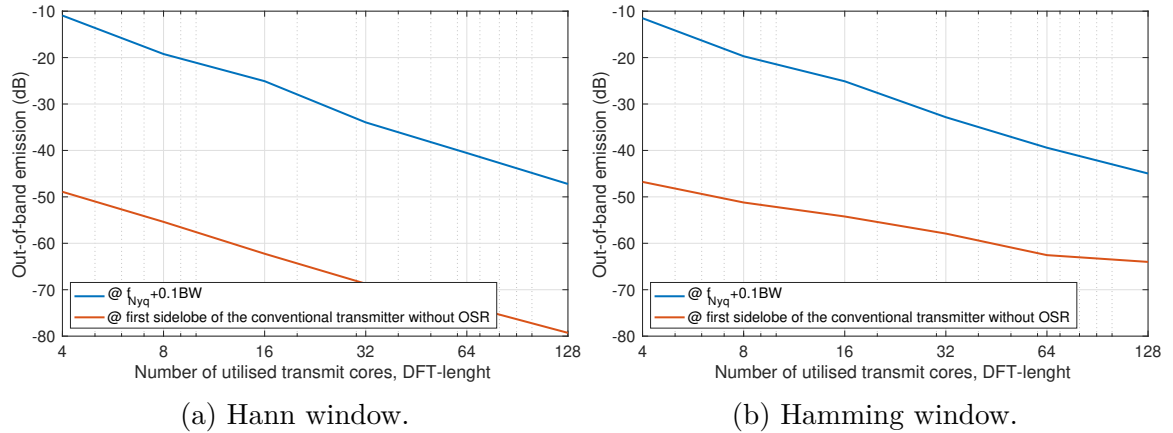 -10
-20
-30
-40
-50
-60
-70
-80
Out-of-band emission (dB)
@ f_Nyq+0.1BW
@ first sidelobe of the conventional transmitter without OSR
4 8 16 32 64 128
Number of utilised transmit cores, DFT-lenght
(a) Hann window.
-10
-20
-30
-40
-50
-60
-70
-80
Out-of-band emission (dB)
@ f_Nyq+0.1BW
@ first sidelobe of the conventional transmitter without OSR
4 8 16 32 64 128
Number of utilised transmit cores, DFT-lenght
(b) Hamming window.